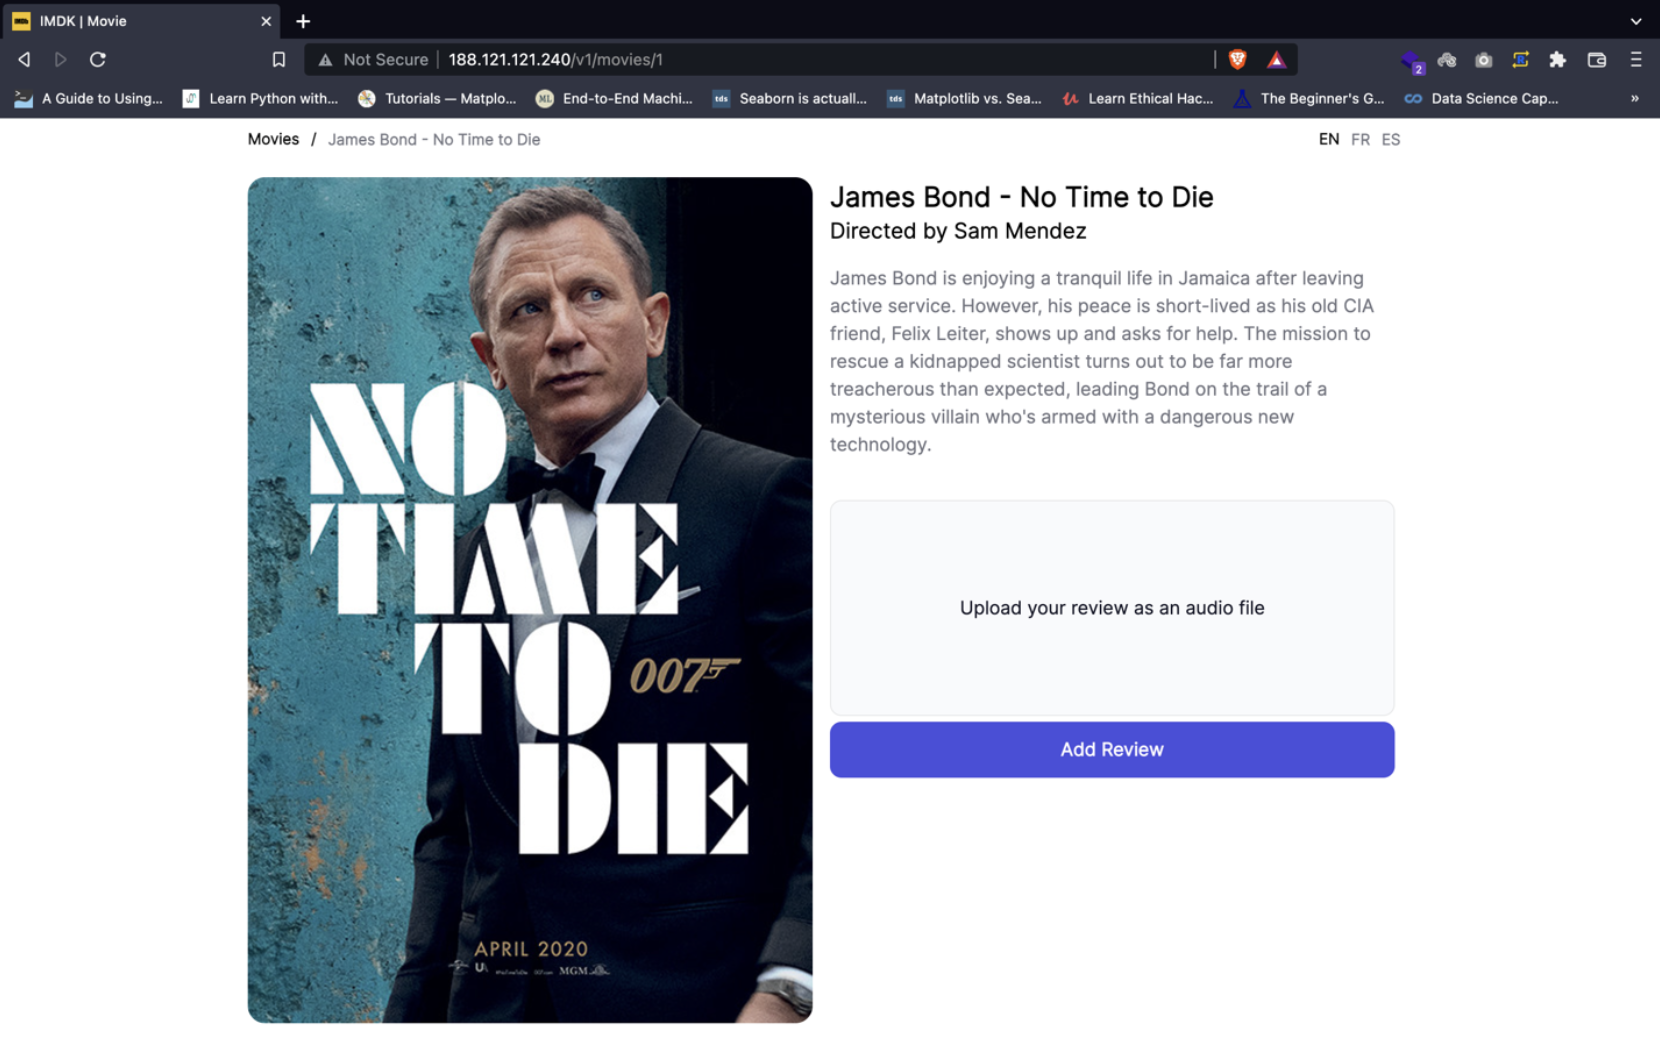 IMDK | Movie
Not Secure 188.121.121.240/v1/movies/1
2
A Guide to Using... Learn Python with... Tutorials — Matplo... ML End-to-End Machi... tds Seaborn is actuall... tds Matplotlib vs. Sea... Learn Ethical Hac... The Beginner's G... Data Science Cap... »
Movies / James Bond - No Time to Die
EN FR ES
NO
TIME
TO
007
DIE
APRIL 2020
MGM
James Bond - No Time to Die
Directed by Sam Mendez
James Bond is enjoying a tranquil life in Jamaica after leaving
active service. However, his peace is short-lived as his old CIA
friend, Felix Leiter, shows up and asks for help. The mission to
rescue a kidnapped scientist turns out to be far more
treacherous than expected, leading Bond on the trail of a
mysterious villain who's armed with a dangerous new
technology.
Upload your review as an audio file
Add Review